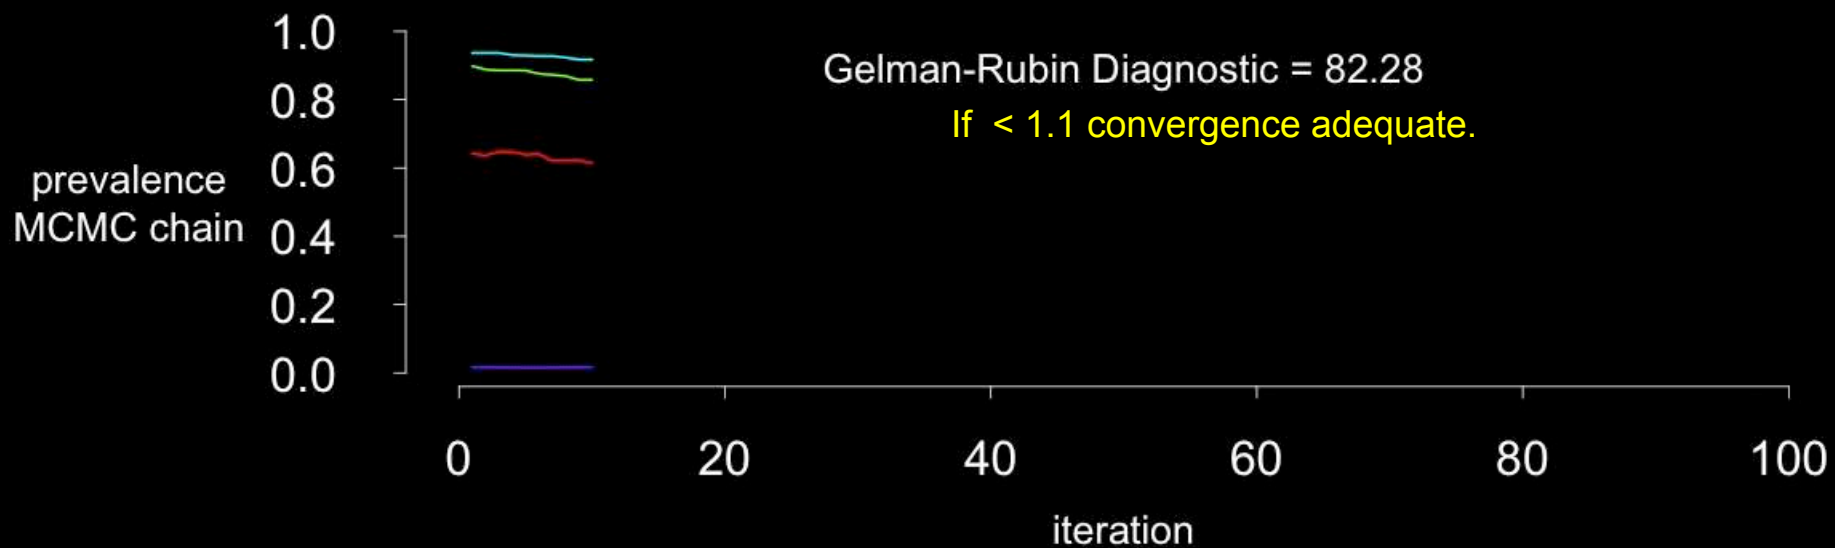 1.0
0.8
0.6
0.4
0.2
0.0
prevalence
MCMC chain
Gelman-Rubin Diagnostic = 82.28
If < 1.1 convergence adequate.
0 20 40 60 80 100
iteration